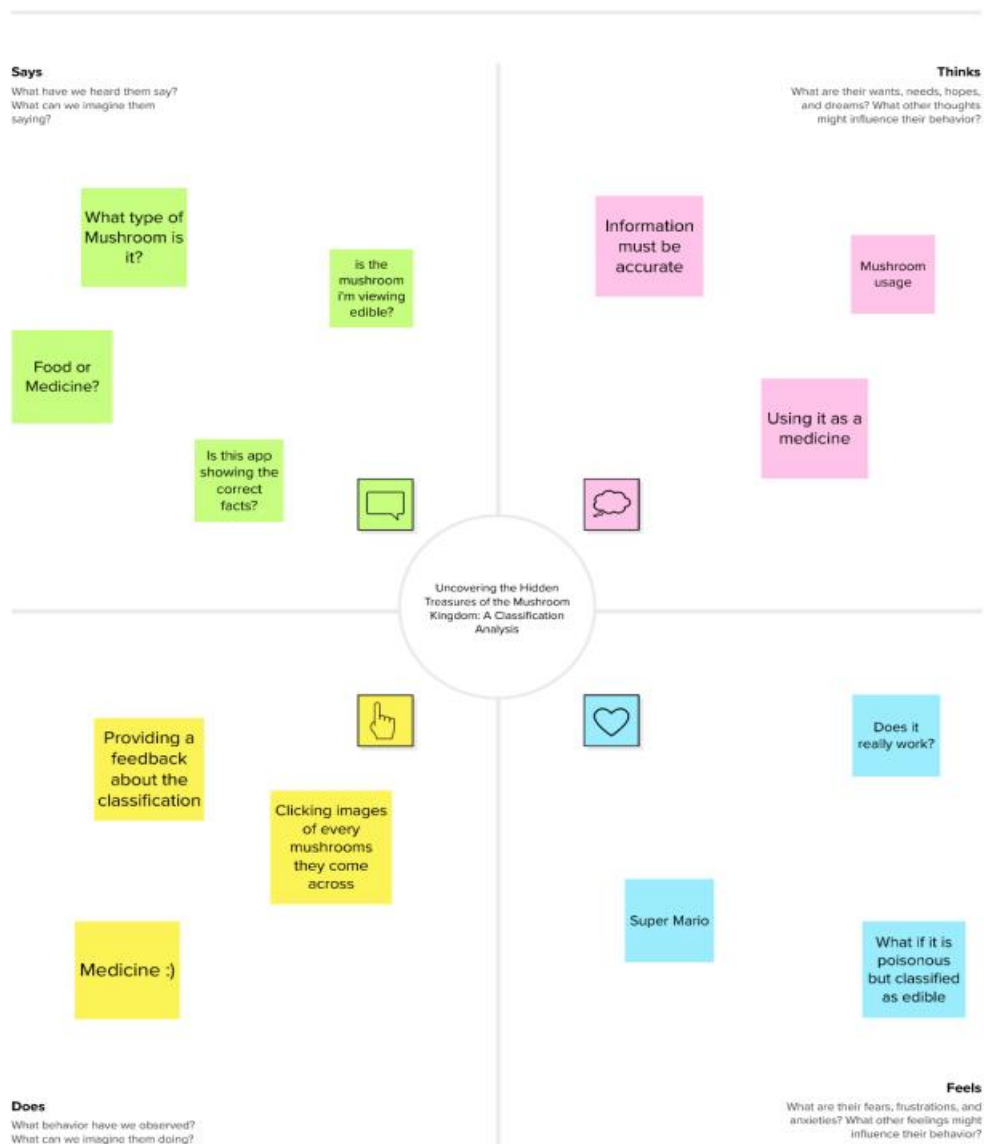 Says
What have we heard them say?
What can we imagine them
saying?
Thinks
What are their wants, needs, hopes,
and dreams? What other thoughts
might influence their behavior?
What type of
Mushroom is
it?
is the
mushroom
i'm viewing
edible?
Food or
Medicine?
Is this app
showing the
correct
facts?
Information
must be
accurate
Mushroom
usage
Using it as a
medicine
Uncovering the Hidden
Treasures of the Mushroom
Kingdom: A Classification
Analysis
Providing a
feedback
about the
classification
Clicking images
of every
mushrooms
they come
across
Medicine :)
Does it
really work?
Super Mario
What if it is
poisonous
but classified
as edible
Does
What behavior have we observed?
What can we imagine them doing?
Feels
What are their fears, frustrations, and
anxieties? What other feelings might
influence their behavior?